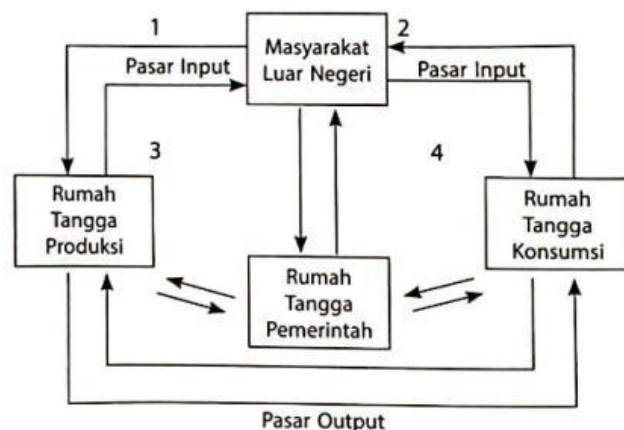 1
2
Masyarakat
Luar Negeri
Pasar Input
Pasar Input
3
4
Rumah
Tangga
Produksi
Rumah
Tangga
Konsumsi
Rumah
Tangga
Pemerintah
Pasar Output